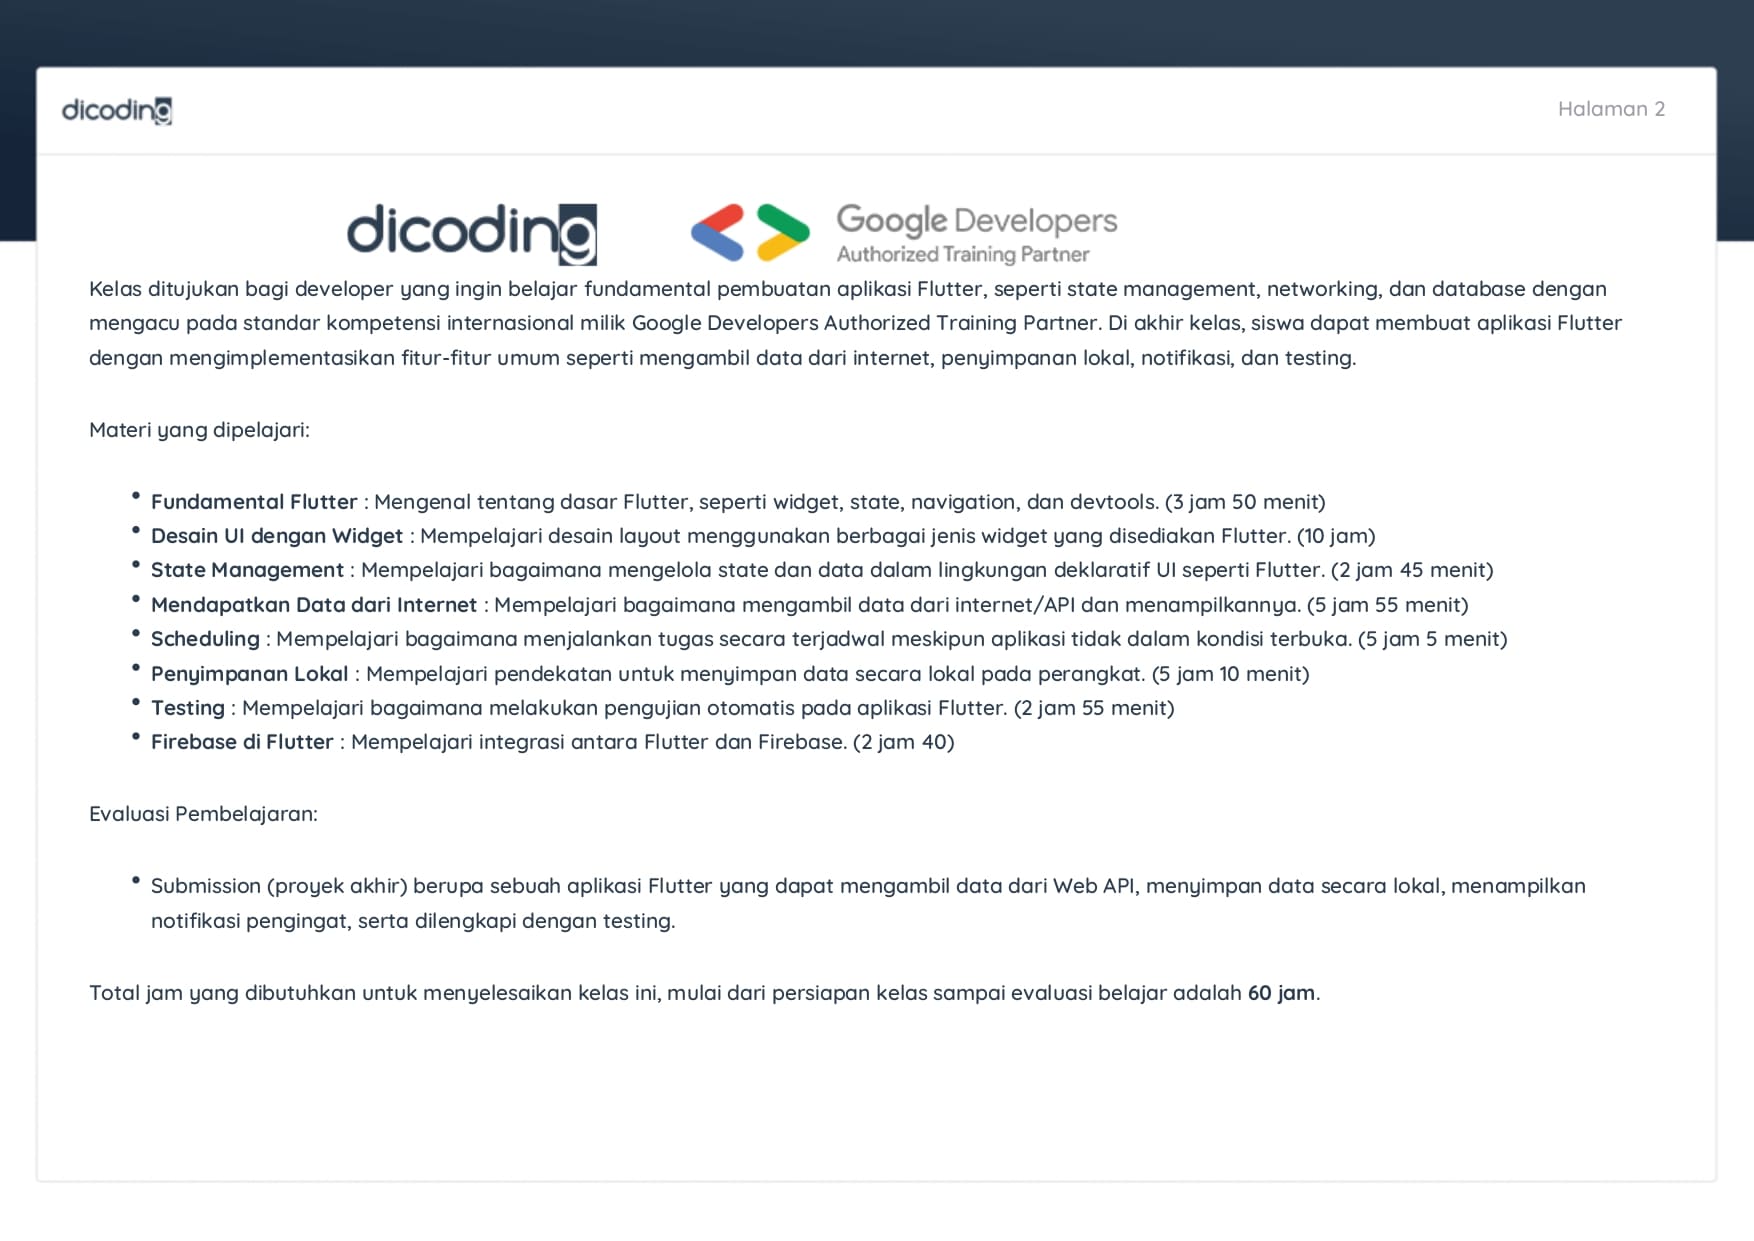 dicoding
Halaman 2
dicoding
Google Developers
Authorized Training Partner
Kelas ditujukan bagi developer yang ingin belajar fundamental pembuatan aplikasi Flutter, seperti state management, networking, dan database dengan
mengacu pada standar kompetensi internasional milik Google Developers Authorized Training Partner. Di akhir kelas, siswa dapat membuat aplikasi Flutter
dengan mengimplementasikan fitur-fitur umum seperti mengambil data dari internet, penyimpanan lokal, notifikasi, dan testing.
Materi yang dipelajari:
• Fundamental Flutter : Mengenal tentang dasar Flutter, seperti widget, state, navigation, dan devtools. (3 jam 50 menit)
• Desain UI dengan Widget : Mempelajari desain layout menggunakan berbagai jenis widget yang disediakan Flutter. (10 jam)
• State Management : Mempelajari bagaimana mengelola state dan data dalam lingkungan deklaratif UI seperti Flutter. (2 jam 45 menit)
• Mendapatkan Data dari Internet : Mempelajari bagaimana mengambil data dari internet/API dan menampilkannya. (5 jam 55 menit)
• Scheduling : Mempelajari bagaimana menjalankan tugas secara terjadwal meskipun aplikasi tidak dalam kondisi terbuka. (5 jam 5 menit)
• Penyimpanan Lokal : Mempelajari pendekatan untuk menyimpan data secara lokal pada perangkat. (5 jam 10 menit)
• Testing : Mempelajari bagaimana melakukan pengujian otomatis pada aplikasi Flutter. (2 jam 55 menit)
• Firebase di Flutter : Mempelajari integrasi antara Flutter dan Firebase. (2 jam 40)
Evaluasi Pembelajaran:
• Submission (proyek akhir) berupa sebuah aplikasi Flutter yang dapat mengambil data dari Web API, menyimpan data secara lokal, menampilkan
notifikasi pengingat, serta dilengkapi dengan testing.
Total jam yang dibutuhkan untuk menyelesaikan kelas ini, mulai dari persiapan kelas sampai evaluasi belajar adalah 60 jam.